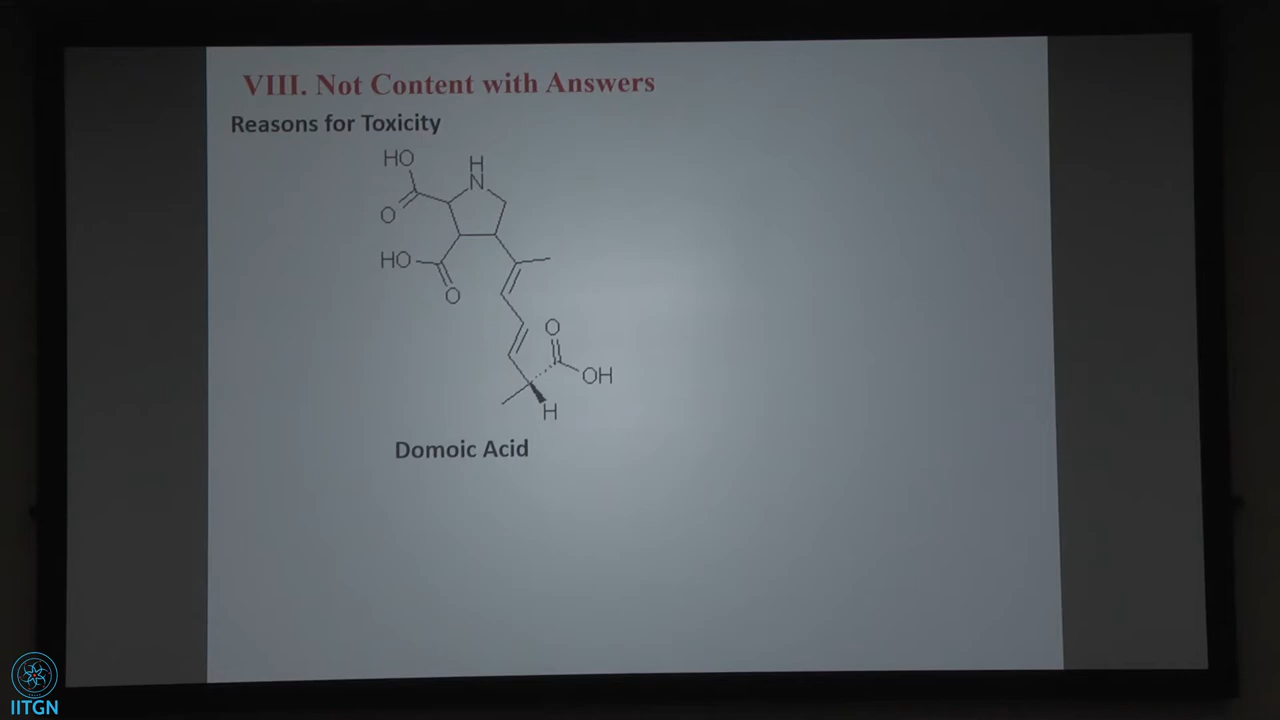 VIII. Not Content with Answers
Reasons for Toxicity
HO
H
N
O
HO
O
O
OH
H
Domoic Acid
IITGN